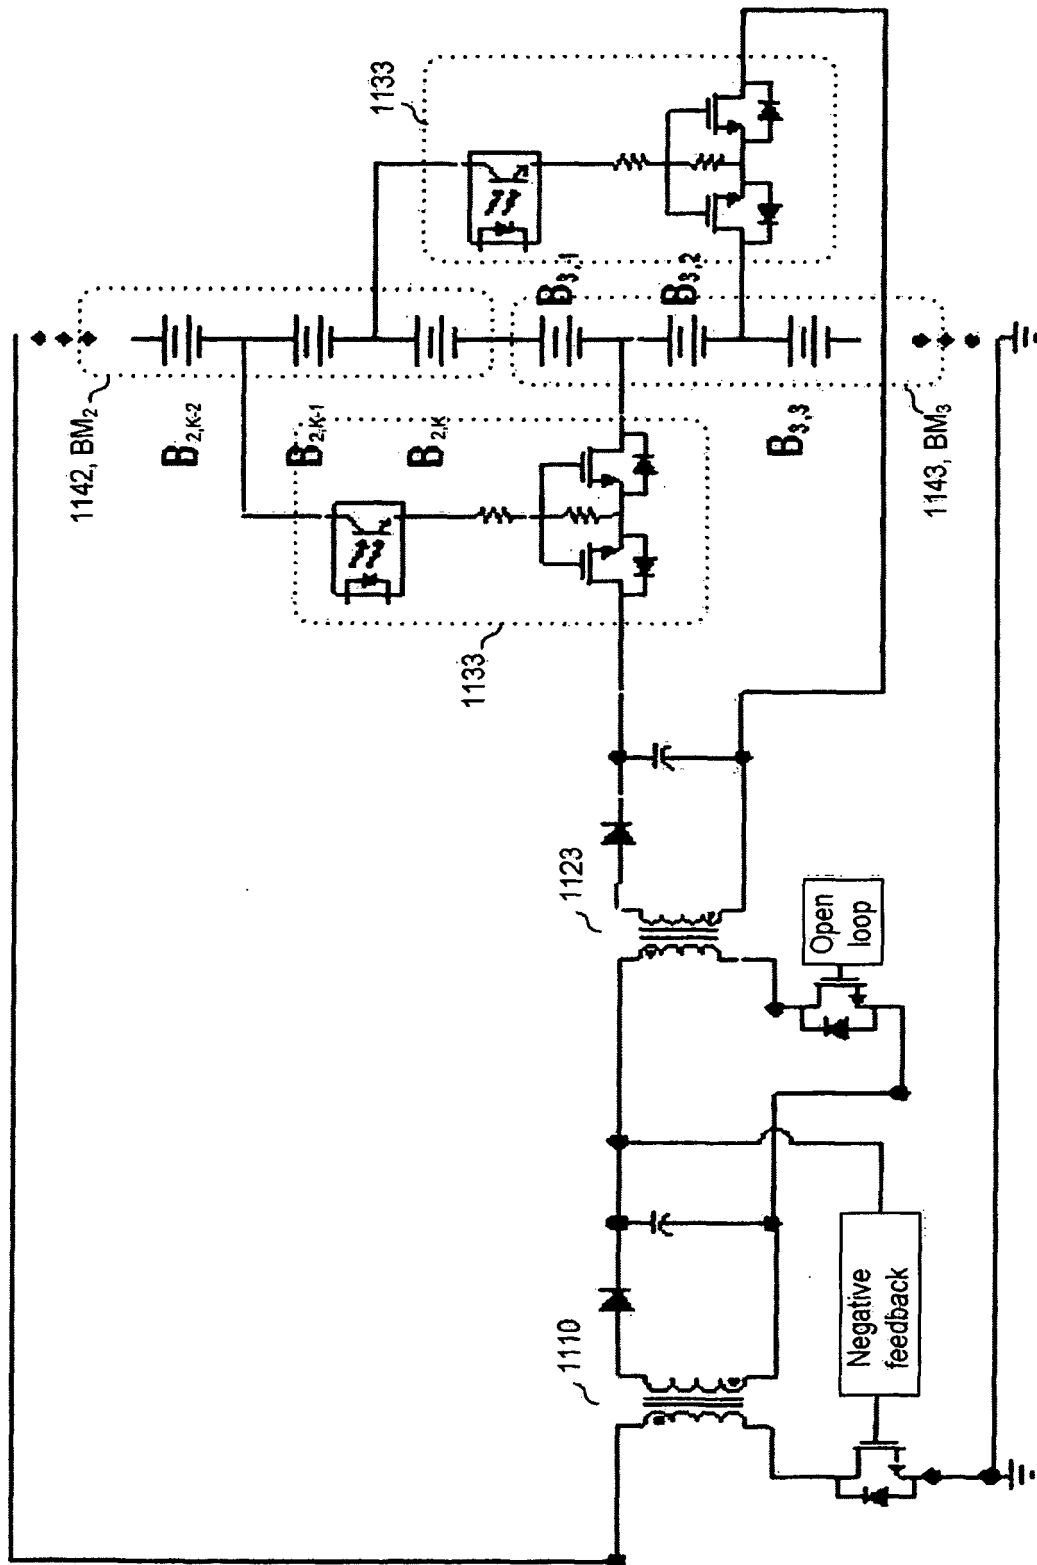 1133
1142, BM₂
B₂,K-2
B₂,K-1
B₂,K
B₃,1
B₃,2
B₃,3
1143, BM₃
1133
1123
Open
loop
1110
Negative
feedback